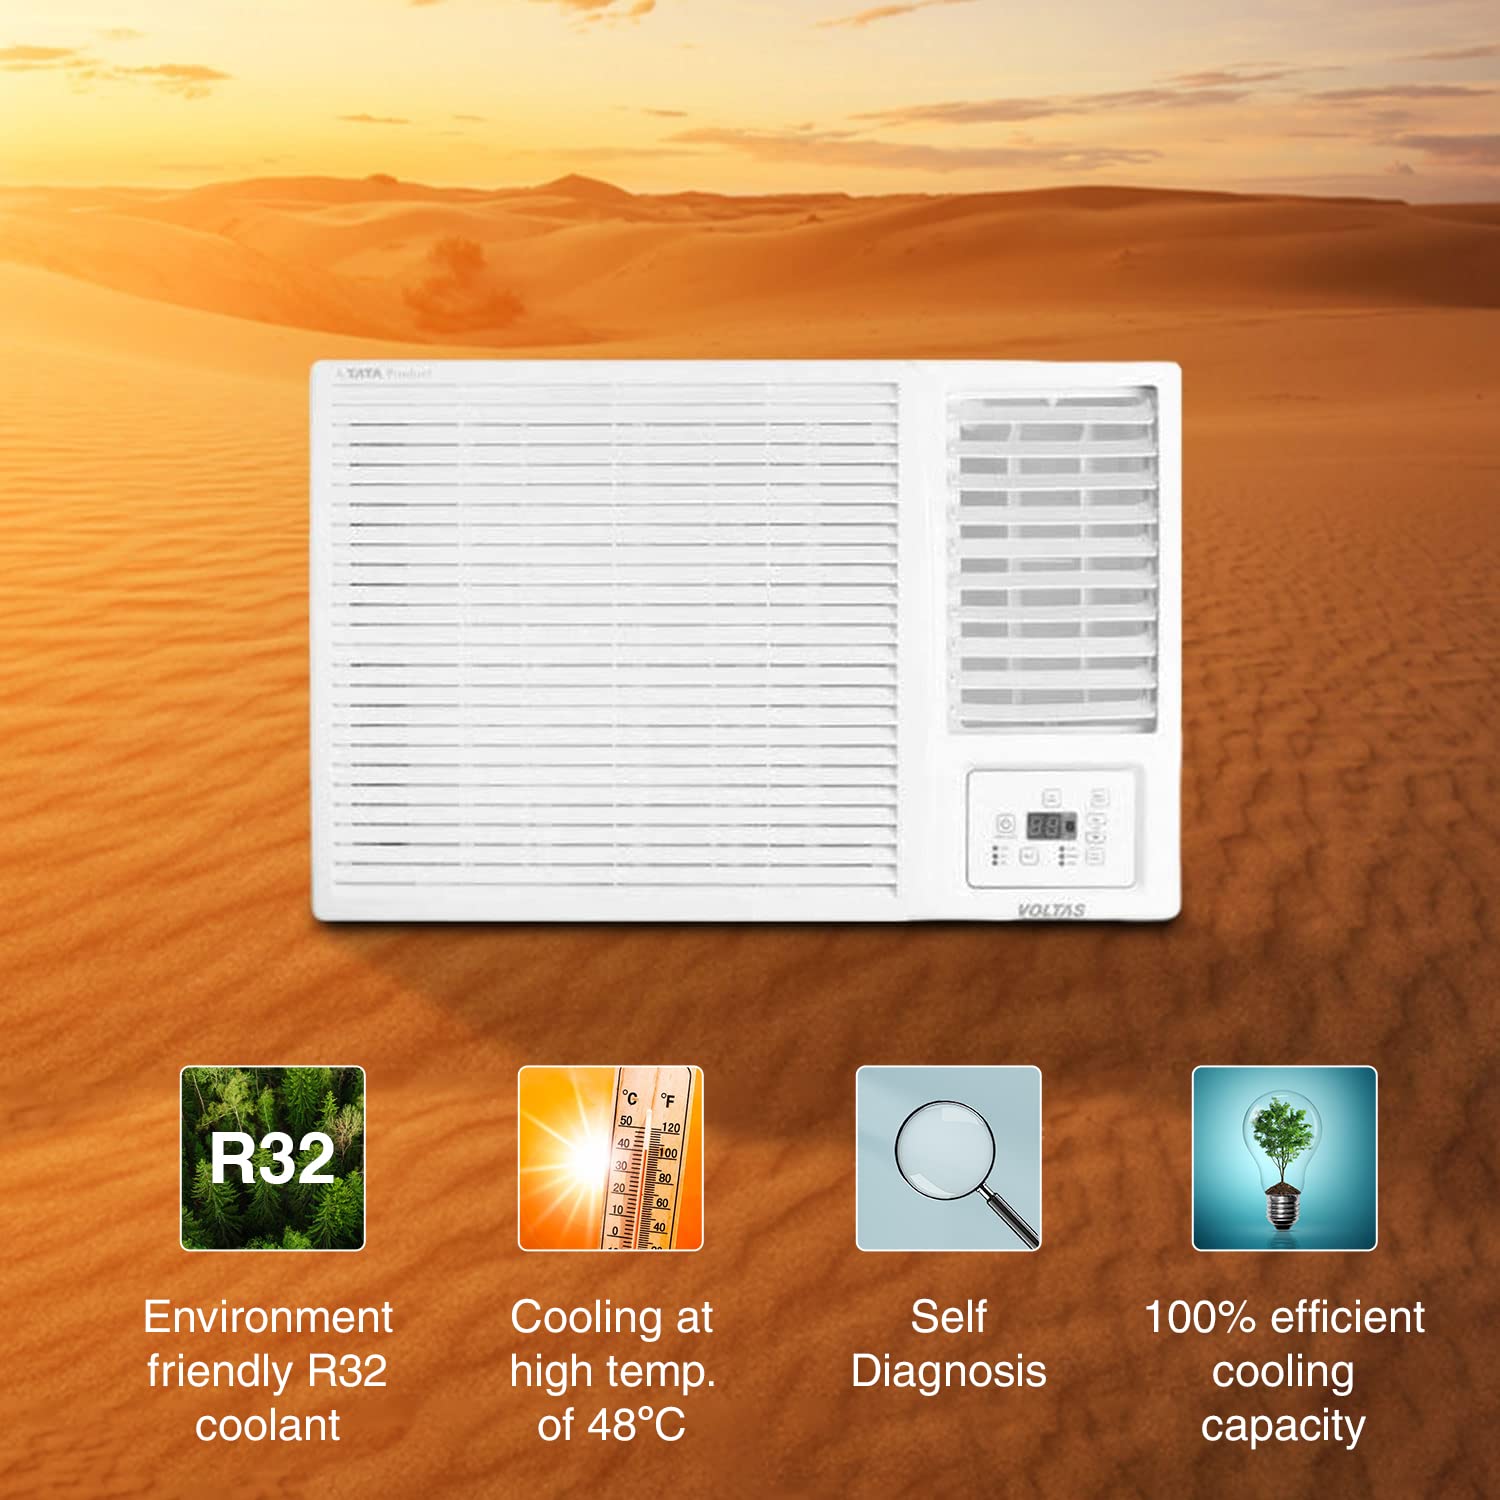 A TATA Product
VOLTAS
R32
°C °F
50 120
40 100
30 80
20 60
10 40
0
Environment
friendly R32
coolant
Cooling at
high temp.
of 48°C
Self
Diagnosis
100% efficient
cooling
capacity